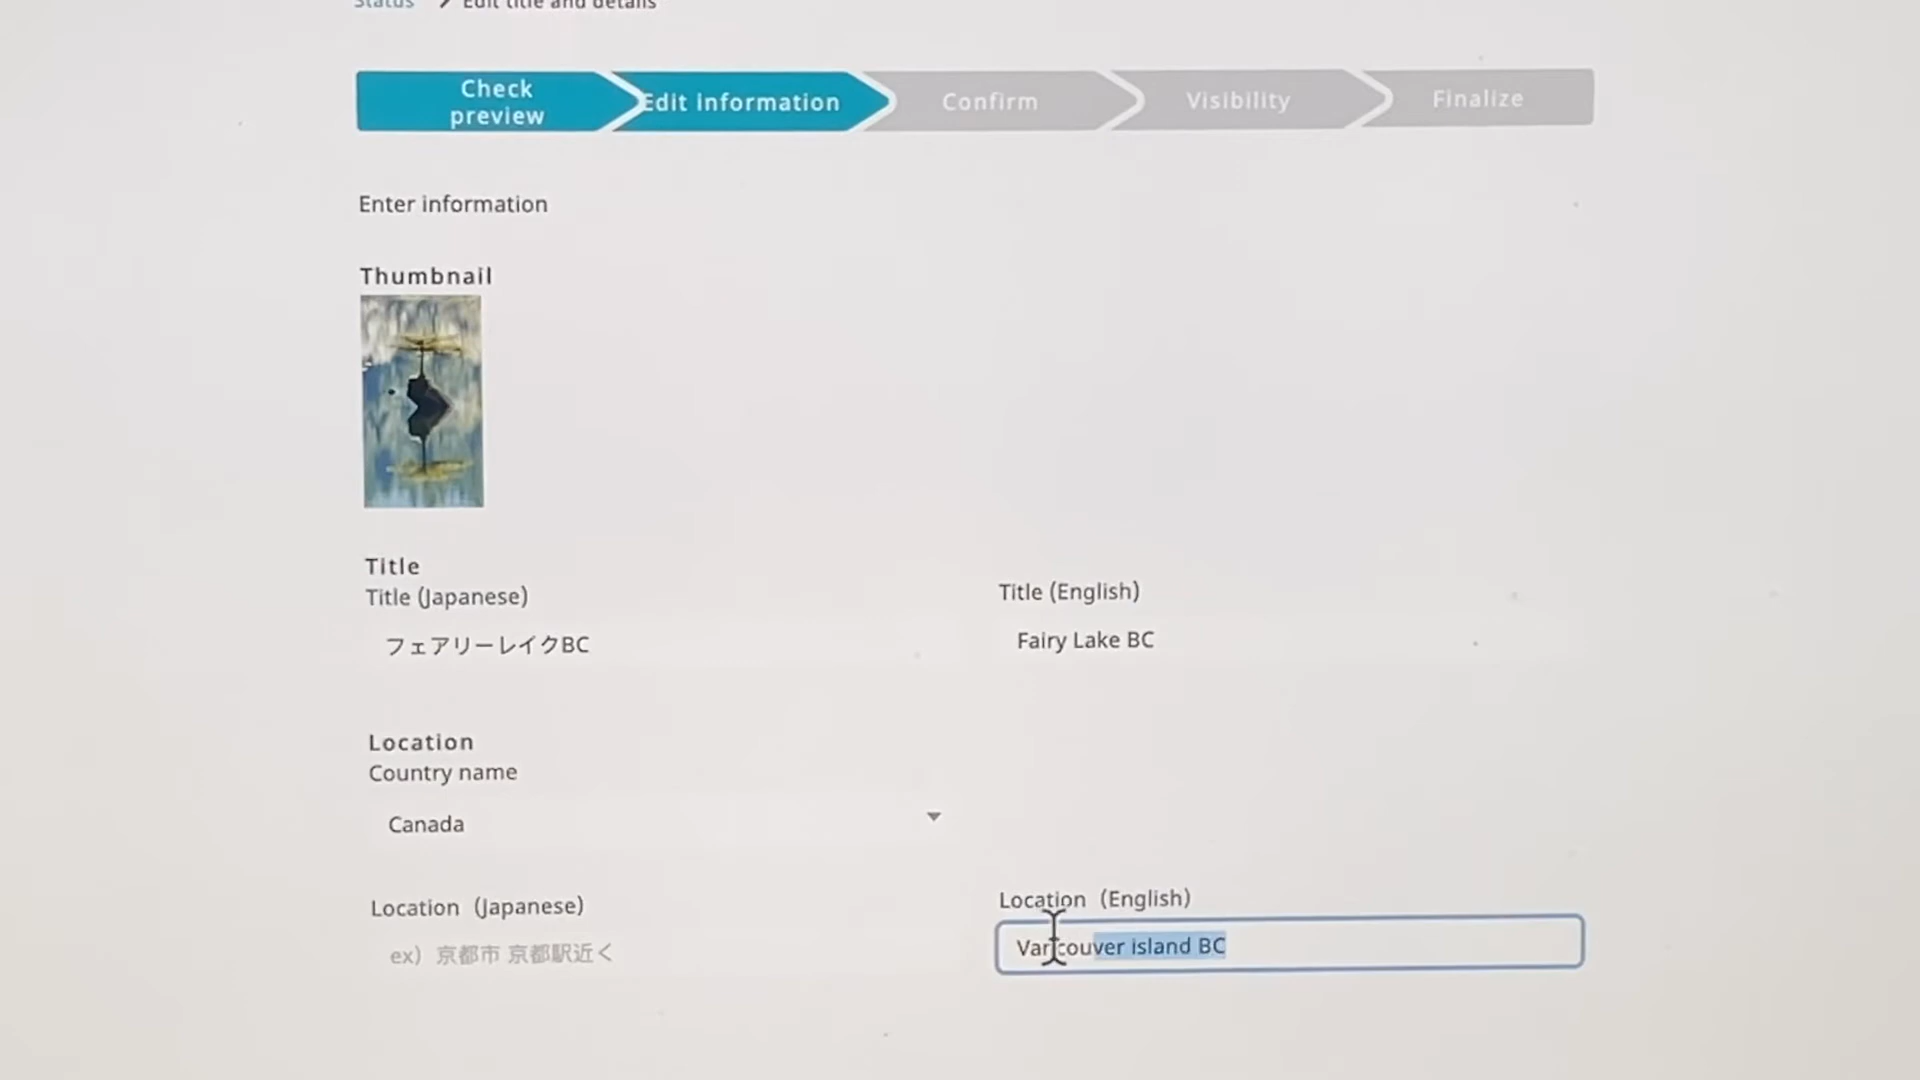 Status > Edit title and details
Check
preview
Edit information
Confirm
Visibility
Finalize
Enter information
Thumbnail
Title
Title (Japanese)
Title (English)
フェアリーレイクBC
Fairy Lake BC
Location
Country name
Canada
Location (Japanese)
Location (English)
ex) 京都市 京都駅近く
Vancouver island BC